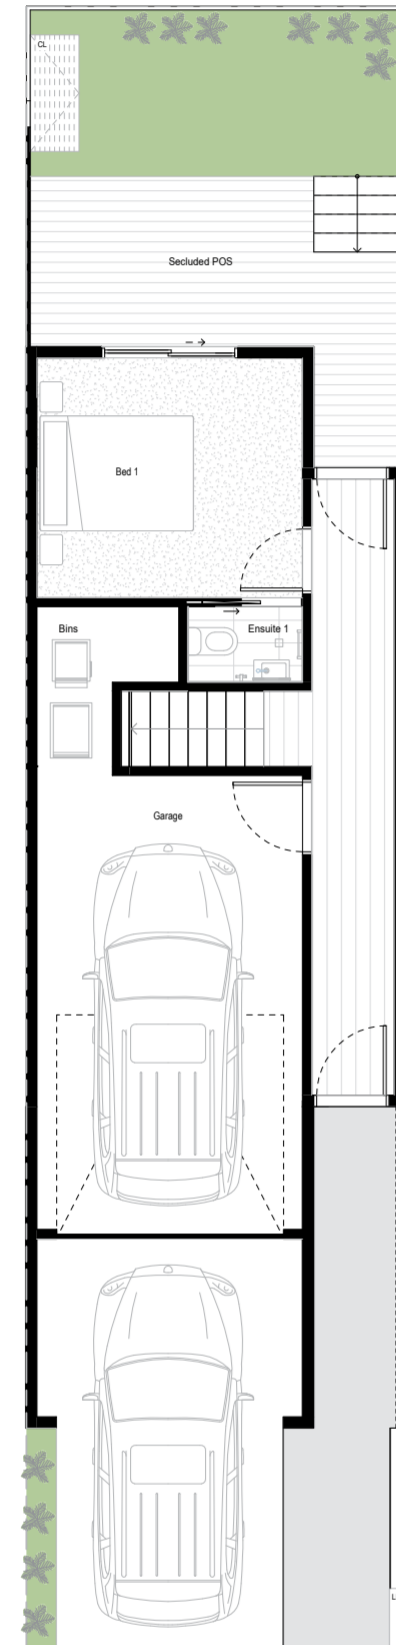 CL
Secluded POS
Bed 1
Bins
Ensuite 1
Garage
L